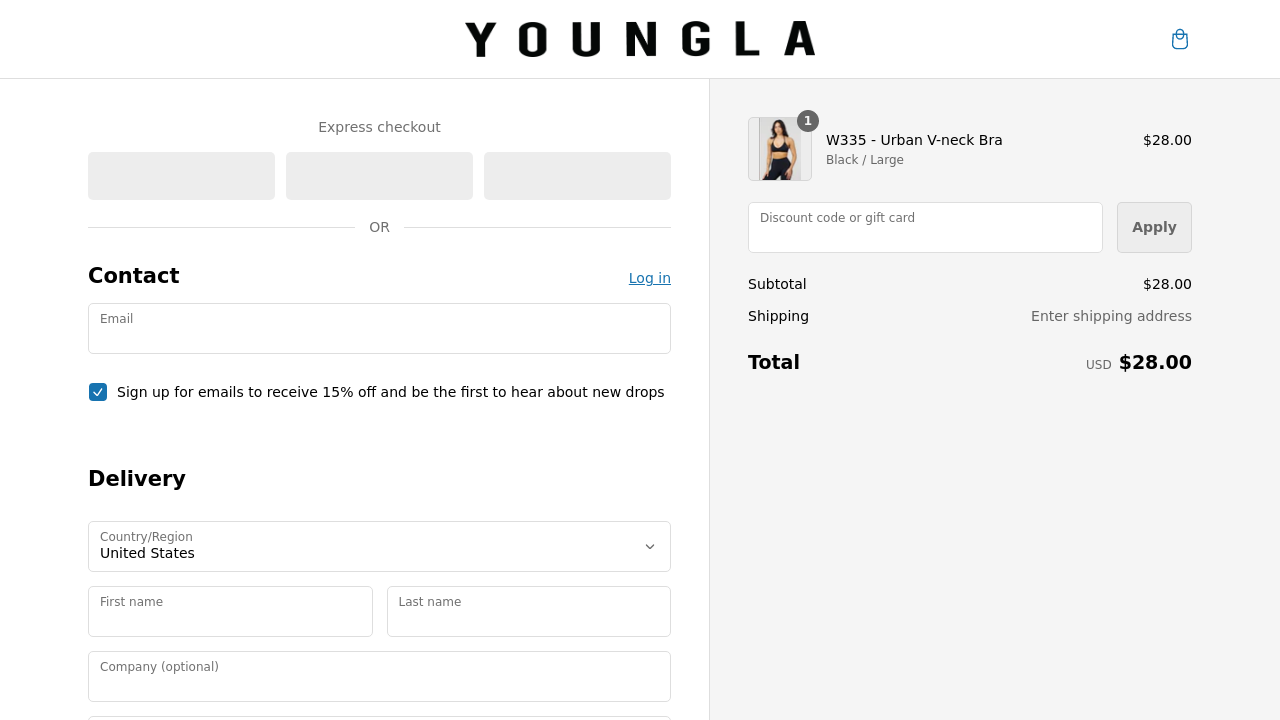 YOUNGLA
Express checkout
OR
Contact
Log in
Email
Sign up for emails to receive 15% off and be the first to hear about new drops
Delivery
Country/Region
United States
First name
Last name
Company (optional)
1
W335 - Urban V-neck Bra
Black / Large
$28.00
Discount code or gift card
Apply
Subtotal
$28.00
Shipping
Enter shipping address
Total
USD $28.00